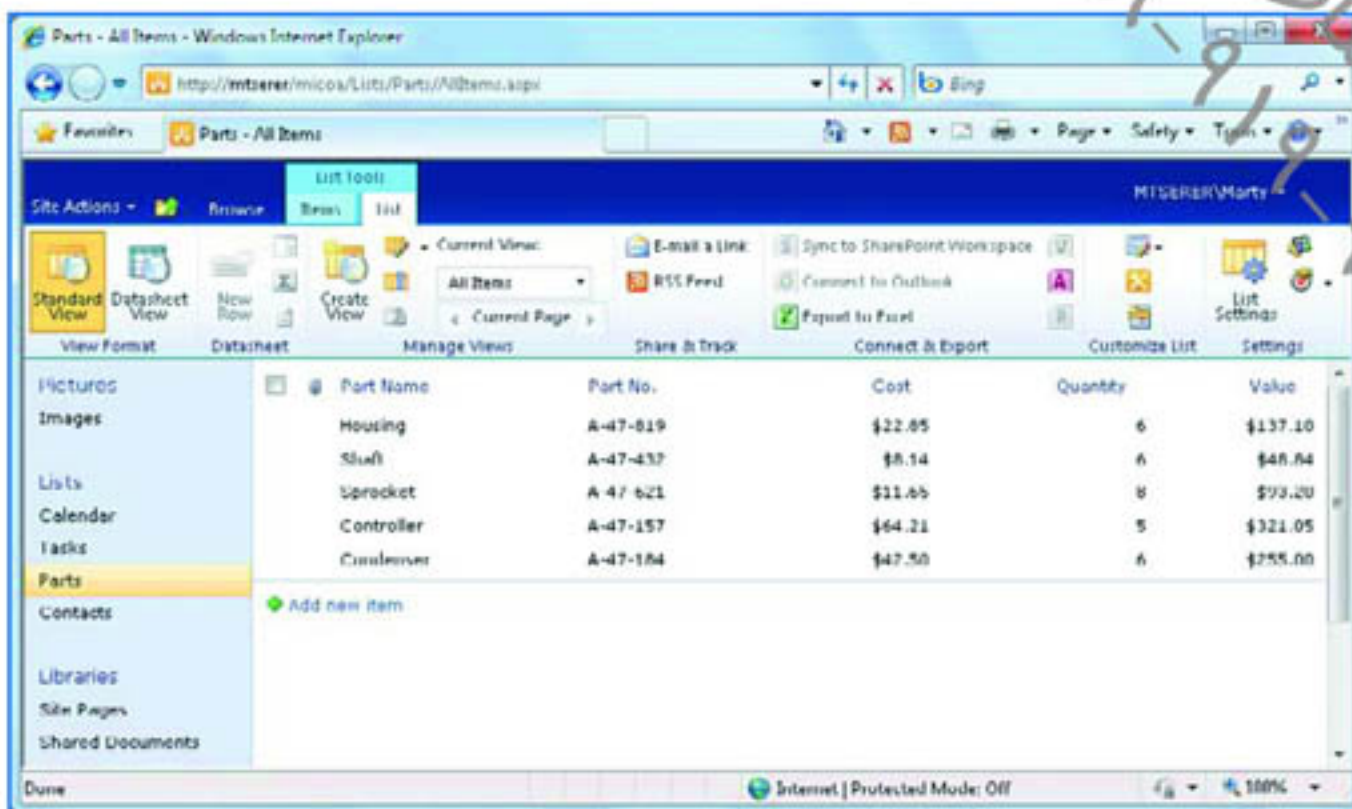 Parts - All Items - Windows Internet Explorer
http://mtserer/micoa/Lists/Parts/AllItems.aspx
Bing
Favorites Parts - All Items Page Safety Tools
List Tools
Site Actions Browse Items List MTSERER\Marty
Current View: E-mail a Link Sync to SharePoint Workspace
All Items RSS Feed Connect to Outlook
Standard View Datasheet View New Row Create View Current Page Export to Excel List Settings
View Format Datasheet Manage Views Share & Track Connect & Export Customize List Settings
Pictures
Images
Lists
Calendar
Tasks
Parts
Contacts
Libraries
Site Pages
Shared Documents
Part Name Part No. Cost Quantity Value
Housing A-47-819 $22.85 6 $137.10
Shaft A-47-432 $8.14 6 $48.84
Sprocket A-47-621 $11.65 8 $93.20
Controller A-47-157 $64.21 5 $321.05
Condenser A-47-184 $42.50 6 $255.00
Add new item
Done Internet | Protected Mode: Off 100%